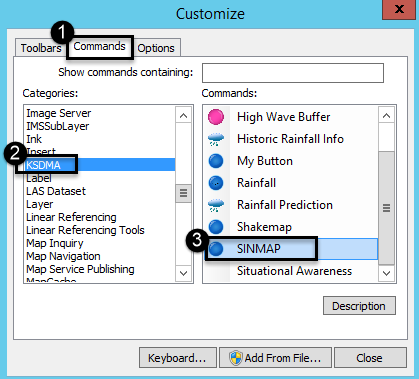 Customize
x
1
Toolbars Commands Options
Show commands containing:
Categories: Commands:
Image Server
IMSSubLayer
Ink
Insert
2
KSDMA
Label
LAS Dataset
Layer
Linear Referencing
Linear Referencing Tools
Map Inquiry
Map Navigation
Map Service Publishing
MapCache
High Wave Buffer
Historic Rainfall Info
My Button
Rainfall
Rainfall Prediction
Shakemap
3
SINMAP
Situational Awareness
Description
Keyboard... Add From File... Close